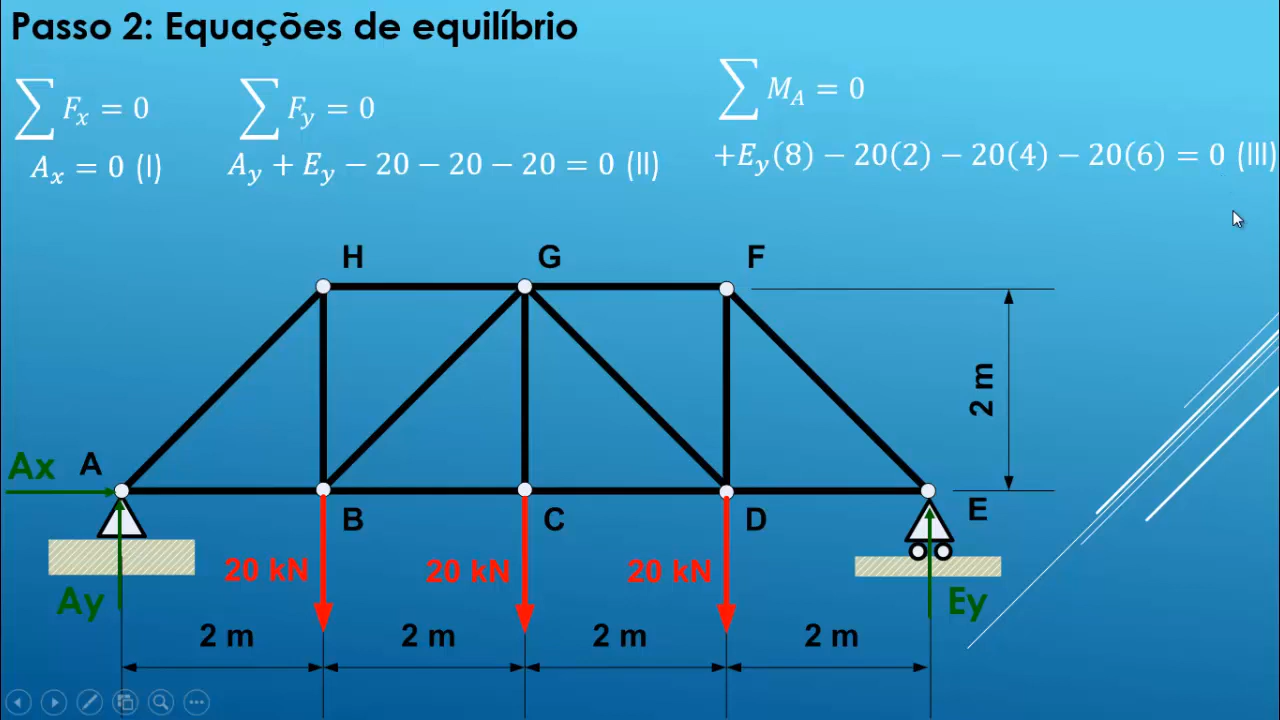 Passo 2: Equações de equilíbrio
∑ Fx = 0
Ax = 0 (I)
∑ Fy = 0
Ay + Ey − 20 − 20 − 20 = 0 (II)
∑ MA = 0
+Ey(8) − 20(2) − 20(4) − 20(6) = 0 (III)
H
G
F
2 m
Ax
A
B
C
D
E
20 kN
20 kN
20 kN
Ay
Ey
2 m
2 m
2 m
2 m